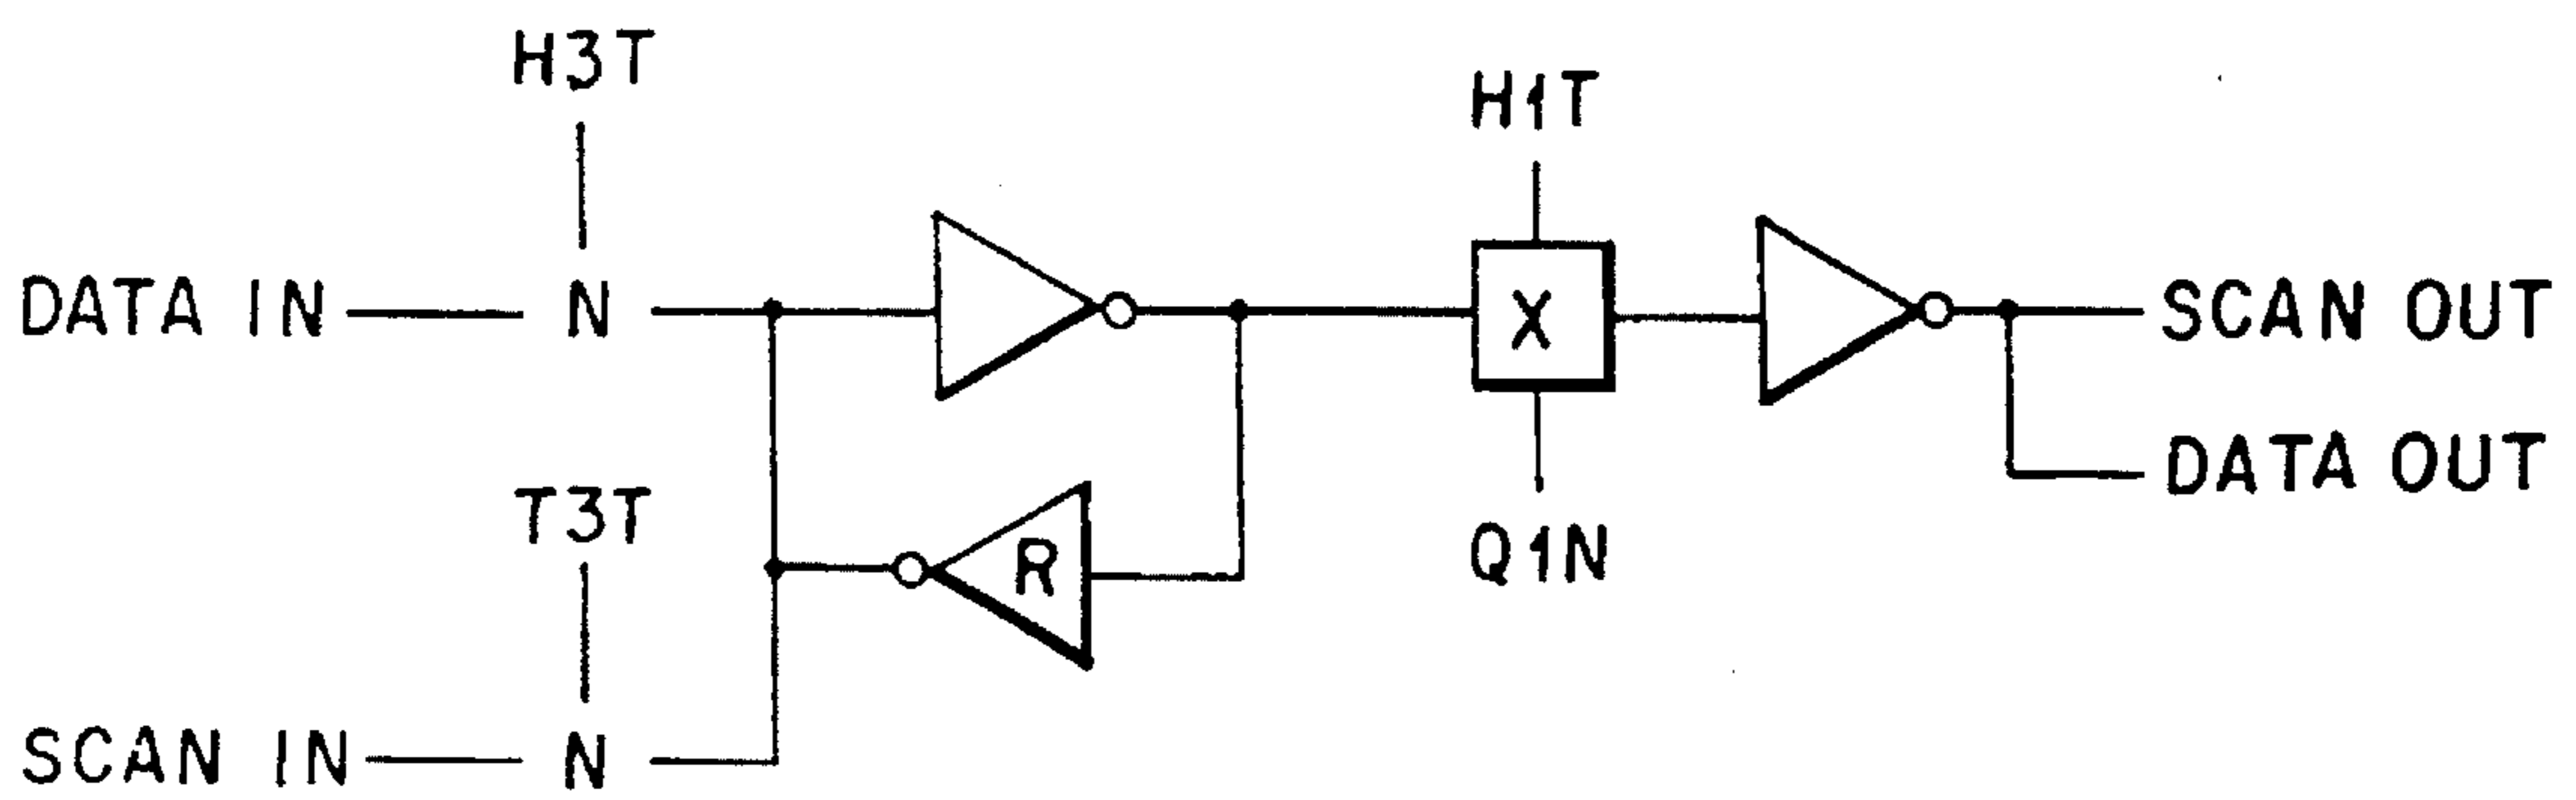 H3T
H1T
DATA IN
N
X
SCAN OUT
DATA OUT
T3T
R
Q1N
SCAN IN
N